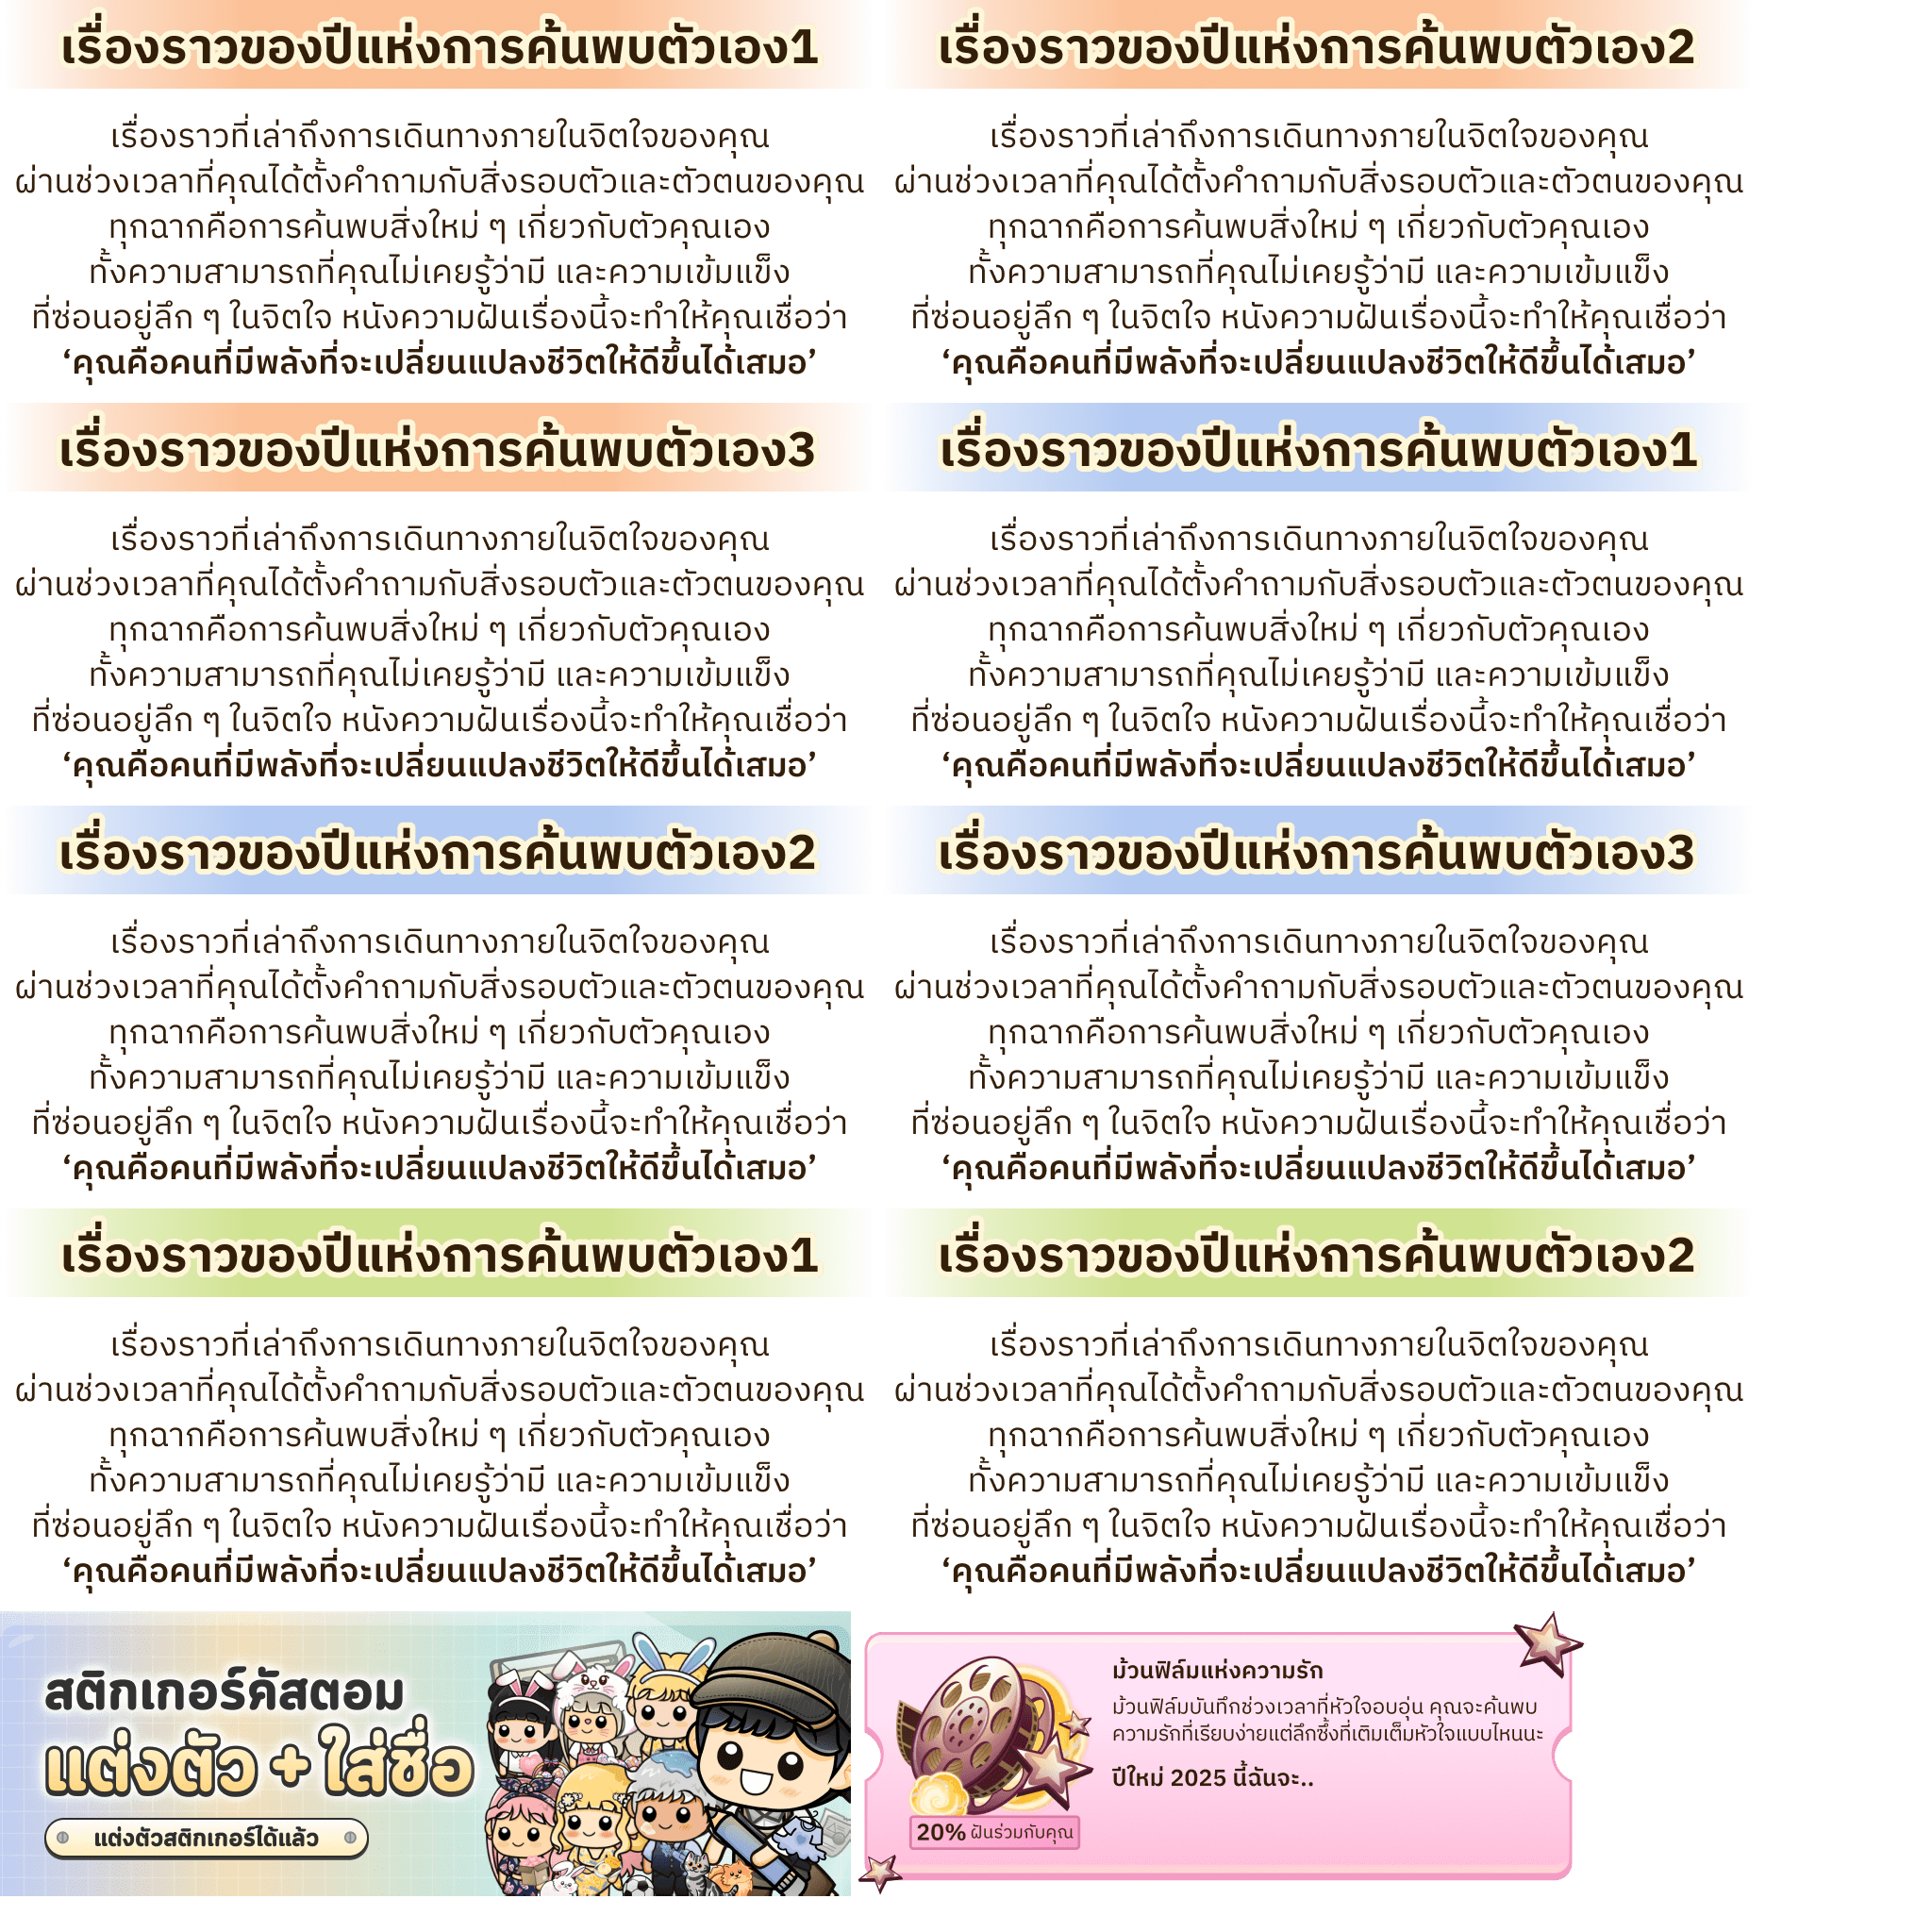 เรื่องราวของปีแห่งการค้นพบตัวเอง1
เรื่องราวที่เล่าถึงการเดินทางภายในจิตใจของคุณ
ผ่านช่วงเวลาที่คุณได้ตั้งคำถามกับสิ่งรอบตัวและตัวตนของคุณ
ทุกฉากคือการค้นพบสิ่งใหม่ ๆ เกี่ยวกับตัวคุณเอง
ทั้งความสามารถที่คุณไม่เคยรู้ว่ามี และความเข้มแข็ง
ที่ซ่อนอยู่ลึก ๆ ในจิตใจ หนังความฝันเรื่องนี้จะทำให้คุณเชื่อว่า
‘คุณคือคนที่มีพลังที่จะเปลี่ยนแปลงชีวิตให้ดีขึ้นได้เสมอ’
เรื่องราวของปีแห่งการค้นพบตัวเอง2
เรื่องราวที่เล่าถึงการเดินทางภายในจิตใจของคุณ
ผ่านช่วงเวลาที่คุณได้ตั้งคำถามกับสิ่งรอบตัวและตัวตนของคุณ
ทุกฉากคือการค้นพบสิ่งใหม่ ๆ เกี่ยวกับตัวคุณเอง
ทั้งความสามารถที่คุณไม่เคยรู้ว่ามี และความเข้มแข็ง
ที่ซ่อนอยู่ลึก ๆ ในจิตใจ หนังความฝันเรื่องนี้จะทำให้คุณเชื่อว่า
‘คุณคือคนที่มีพลังที่จะเปลี่ยนแปลงชีวิตให้ดีขึ้นได้เสมอ’
เรื่องราวของปีแห่งการค้นพบตัวเอง3
เรื่องราวที่เล่าถึงการเดินทางภายในจิตใจของคุณ
ผ่านช่วงเวลาที่คุณได้ตั้งคำถามกับสิ่งรอบตัวและตัวตนของคุณ
ทุกฉากคือการค้นพบสิ่งใหม่ ๆ เกี่ยวกับตัวคุณเอง
ทั้งความสามารถที่คุณไม่เคยรู้ว่ามี และความเข้มแข็ง
ที่ซ่อนอยู่ลึก ๆ ในจิตใจ หนังความฝันเรื่องนี้จะทำให้คุณเชื่อว่า
‘คุณคือคนที่มีพลังที่จะเปลี่ยนแปลงชีวิตให้ดีขึ้นได้เสมอ’
เรื่องราวของปีแห่งการค้นพบตัวเอง1
เรื่องราวที่เล่าถึงการเดินทางภายในจิตใจของคุณ
ผ่านช่วงเวลาที่คุณได้ตั้งคำถามกับสิ่งรอบตัวและตัวตนของคุณ
ทุกฉากคือการค้นพบสิ่งใหม่ ๆ เกี่ยวกับตัวคุณเอง
ทั้งความสามารถที่คุณไม่เคยรู้ว่ามี และความเข้มแข็ง
ที่ซ่อนอยู่ลึก ๆ ในจิตใจ หนังความฝันเรื่องนี้จะทำให้คุณเชื่อว่า
‘คุณคือคนที่มีพลังที่จะเปลี่ยนแปลงชีวิตให้ดีขึ้นได้เสมอ’
เรื่องราวของปีแห่งการค้นพบตัวเอง2
เรื่องราวที่เล่าถึงการเดินทางภายในจิตใจของคุณ
ผ่านช่วงเวลาที่คุณได้ตั้งคำถามกับสิ่งรอบตัวและตัวตนของคุณ
ทุกฉากคือการค้นพบสิ่งใหม่ ๆ เกี่ยวกับตัวคุณเอง
ทั้งความสามารถที่คุณไม่เคยรู้ว่ามี และความเข้มแข็ง
ที่ซ่อนอยู่ลึก ๆ ในจิตใจ หนังความฝันเรื่องนี้จะทำให้คุณเชื่อว่า
‘คุณคือคนที่มีพลังที่จะเปลี่ยนแปลงชีวิตให้ดีขึ้นได้เสมอ’
เรื่องราวของปีแห่งการค้นพบตัวเอง3
เรื่องราวที่เล่าถึงการเดินทางภายในจิตใจของคุณ
ผ่านช่วงเวลาที่คุณได้ตั้งคำถามกับสิ่งรอบตัวและตัวตนของคุณ
ทุกฉากคือการค้นพบสิ่งใหม่ ๆ เกี่ยวกับตัวคุณเอง
ทั้งความสามารถที่คุณไม่เคยรู้ว่ามี และความเข้มแข็ง
ที่ซ่อนอยู่ลึก ๆ ในจิตใจ หนังความฝันเรื่องนี้จะทำให้คุณเชื่อว่า
‘คุณคือคนที่มีพลังที่จะเปลี่ยนแปลงชีวิตให้ดีขึ้นได้เสมอ’
เรื่องราวของปีแห่งการค้นพบตัวเอง1
เรื่องราวที่เล่าถึงการเดินทางภายในจิตใจของคุณ
ผ่านช่วงเวลาที่คุณได้ตั้งคำถามกับสิ่งรอบตัวและตัวตนของคุณ
ทุกฉากคือการค้นพบสิ่งใหม่ ๆ เกี่ยวกับตัวคุณเอง
ทั้งความสามารถที่คุณไม่เคยรู้ว่ามี และความเข้มแข็ง
ที่ซ่อนอยู่ลึก ๆ ในจิตใจ หนังความฝันเรื่องนี้จะทำให้คุณเชื่อว่า
‘คุณคือคนที่มีพลังที่จะเปลี่ยนแปลงชีวิตให้ดีขึ้นได้เสมอ’
เรื่องราวของปีแห่งการค้นพบตัวเอง2
เรื่องราวที่เล่าถึงการเดินทางภายในจิตใจของคุณ
ผ่านช่วงเวลาที่คุณได้ตั้งคำถามกับสิ่งรอบตัวและตัวตนของคุณ
ทุกฉากคือการค้นพบสิ่งใหม่ ๆ เกี่ยวกับตัวคุณเอง
ทั้งความสามารถที่คุณไม่เคยรู้ว่ามี และความเข้มแข็ง
ที่ซ่อนอยู่ลึก ๆ ในจิตใจ หนังความฝันเรื่องนี้จะทำให้คุณเชื่อว่า
‘คุณคือคนที่มีพลังที่จะเปลี่ยนแปลงชีวิตให้ดีขึ้นได้เสมอ’
สติกเกอร์คัสตอม
แต่งตัว + ใส่ชื่อ
แต่งตัวสติกเกอร์ได้แล้ว
ม้วนฟิล์มแห่งความรัก
ม้วนฟิล์มบันทึกช่วงเวลาที่หัวใจอบอุ่น คุณจะค้นพบ
ความรักที่เรียบง่ายแต่ลึกซึ้งที่เติมเต็มหัวใจแบบไหนนะ
ปีใหม่ 2025 นี้ฉันจะ..
20% ฝันร่วมกับคุณ